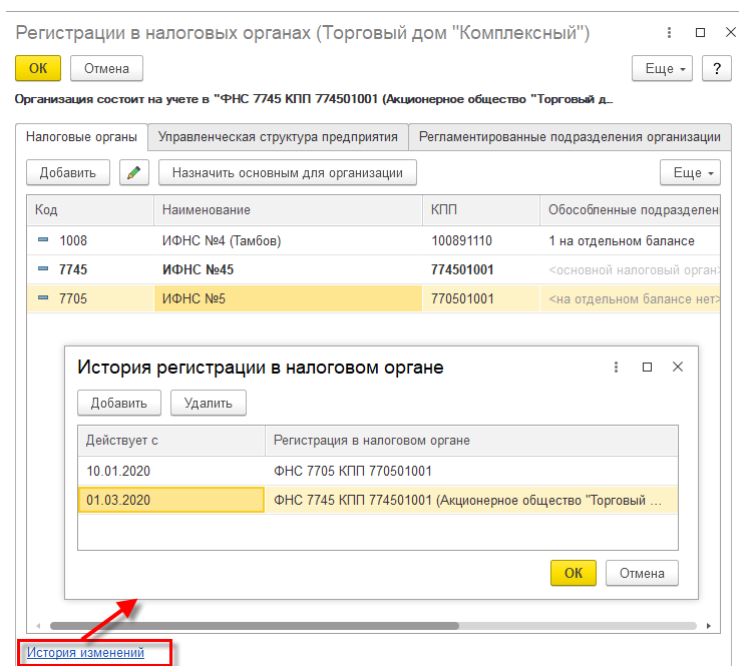 Регистрации в налоговых органах (Торговый дом "Комплексный")
ОК Отмена Еще ?
Организация состоит на учете в "ФНС 7745 КПП 774501001 (Акционерное общество "Торговый д...
Налоговые органы Управленческая структура предприятия Регламентированные подразделения организации
Добавить Назначить основным для организации Еще
Код Наименование КПП Обособленные подразделен
1008 ИФНС №4 (Тамбов) 100891110 1 на отдельном балансе
7745 ИФНС №45 774501001 <основной налоговый орган>
7705 ИФНС №5 770501001 <на отдельном балансе нет>
История регистрации в налоговом органе
Добавить Удалить
Действует с Регистрация в налоговом органе
10.01.2020 ФНС 7705 КПП 770501001
01.03.2020 ФНС 7745 КПП 774501001 (Акционерное общество "Торговый ...
ОК Отмена
История изменений